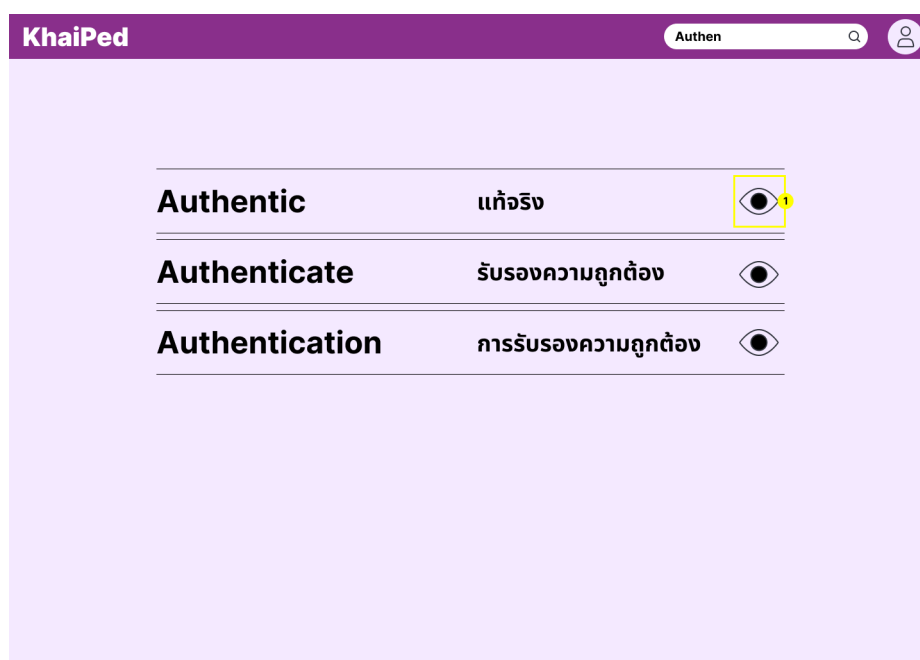 KhaiPed
Authen
Authentic แท้จริง
1
Authenticate รับรองความถูกต้อง
Authentication การรับรองความถูกต้อง